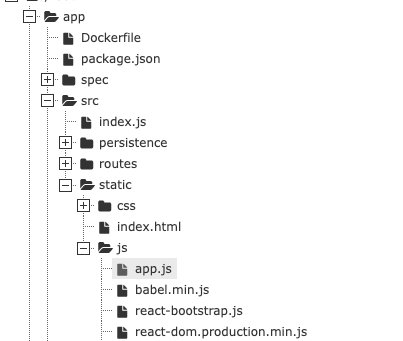 app
Dockerfile
package.json
spec
src
index.js
persistence
routes
static
css
index.html
js
app.js
babel.min.js
react-bootstrap.js
react-dom.production.min.js